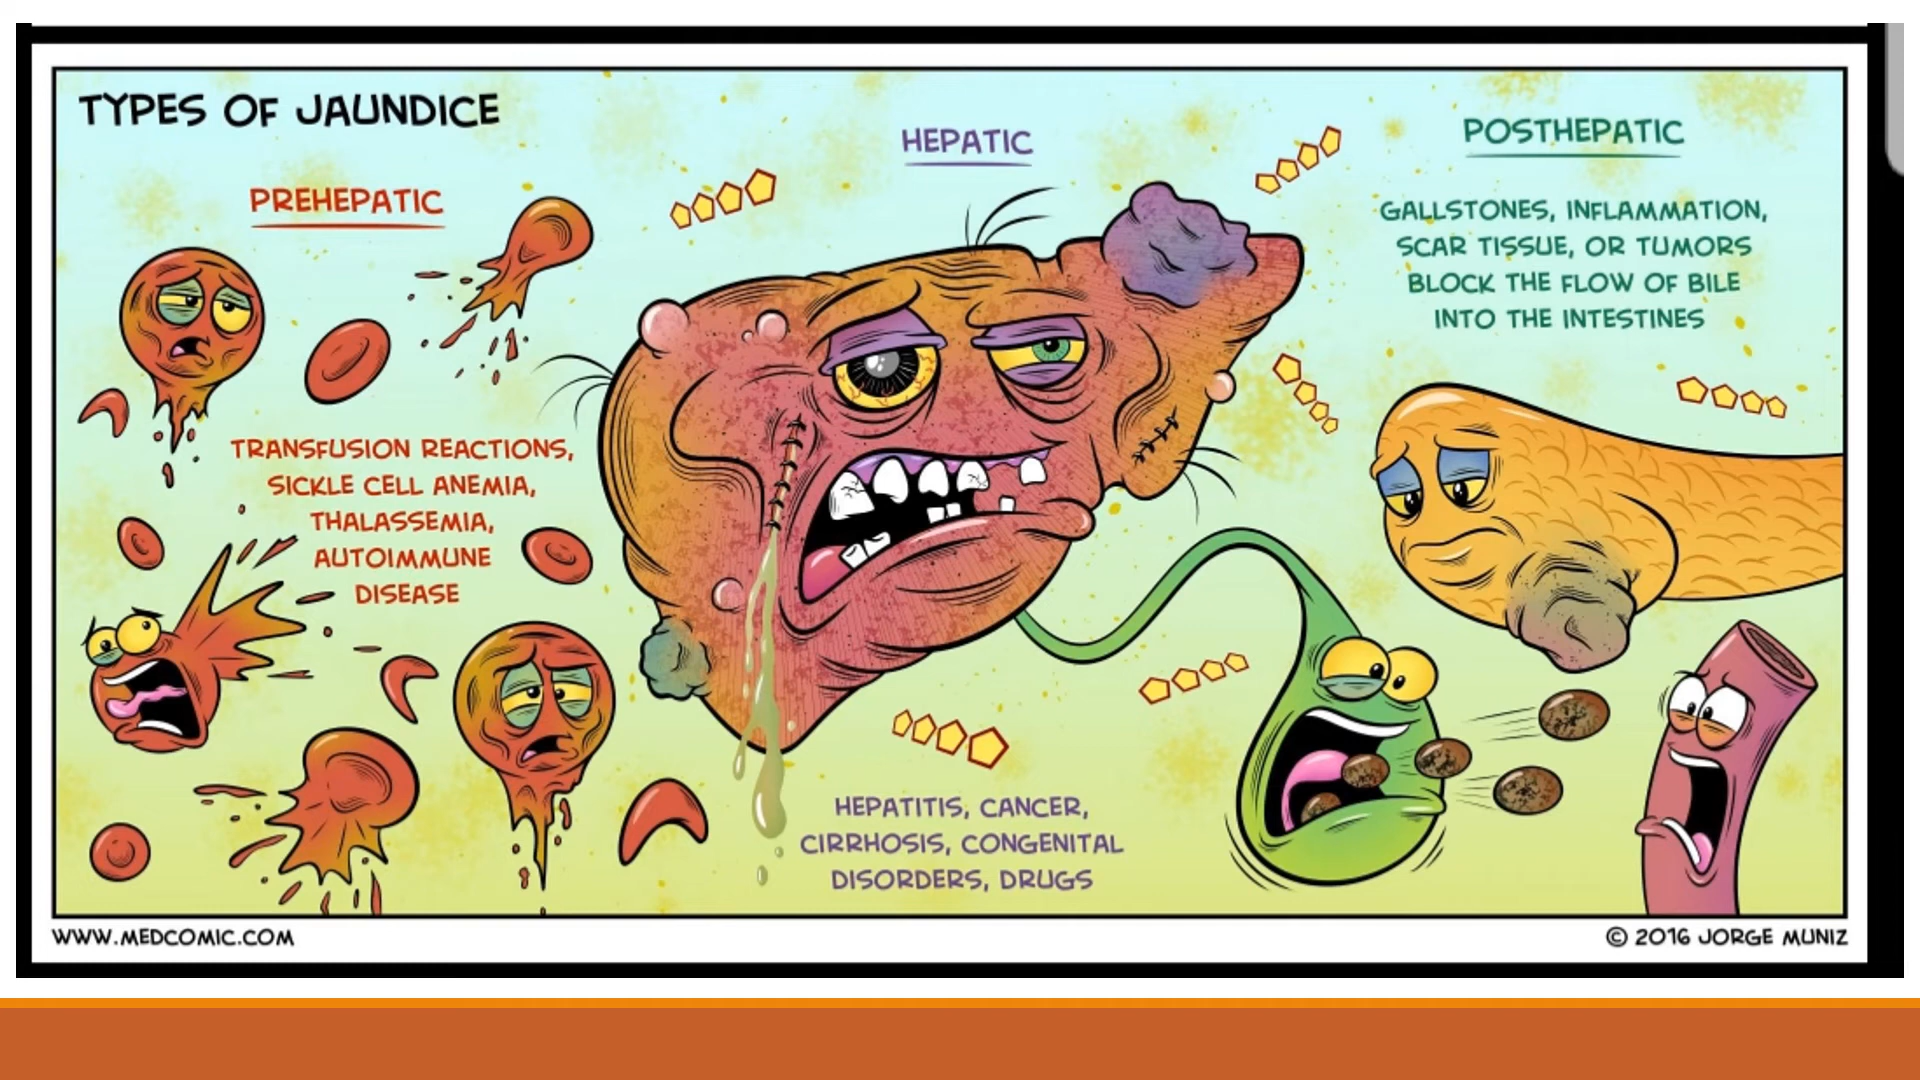 TYPES OF JAUNDICE
PREHEPATIC
TRANSFUSION REACTIONS,
SICKLE CELL ANEMIA,
THALASSEMIA,
AUTOIMMUNE
DISEASE
HEPATIC
HEPATITIS, CANCER,
CIRRHOSIS, CONGENITAL
DISORDERS, DRUGS
POSTHEPATIC
GALLSTONES, INFLAMMATION,
SCAR TISSUE, OR TUMORS
BLOCK THE FLOW OF BILE
INTO THE INTESTINES
WWW.MEDCOMIC.COM
© 2016 JORGE MUNIZ